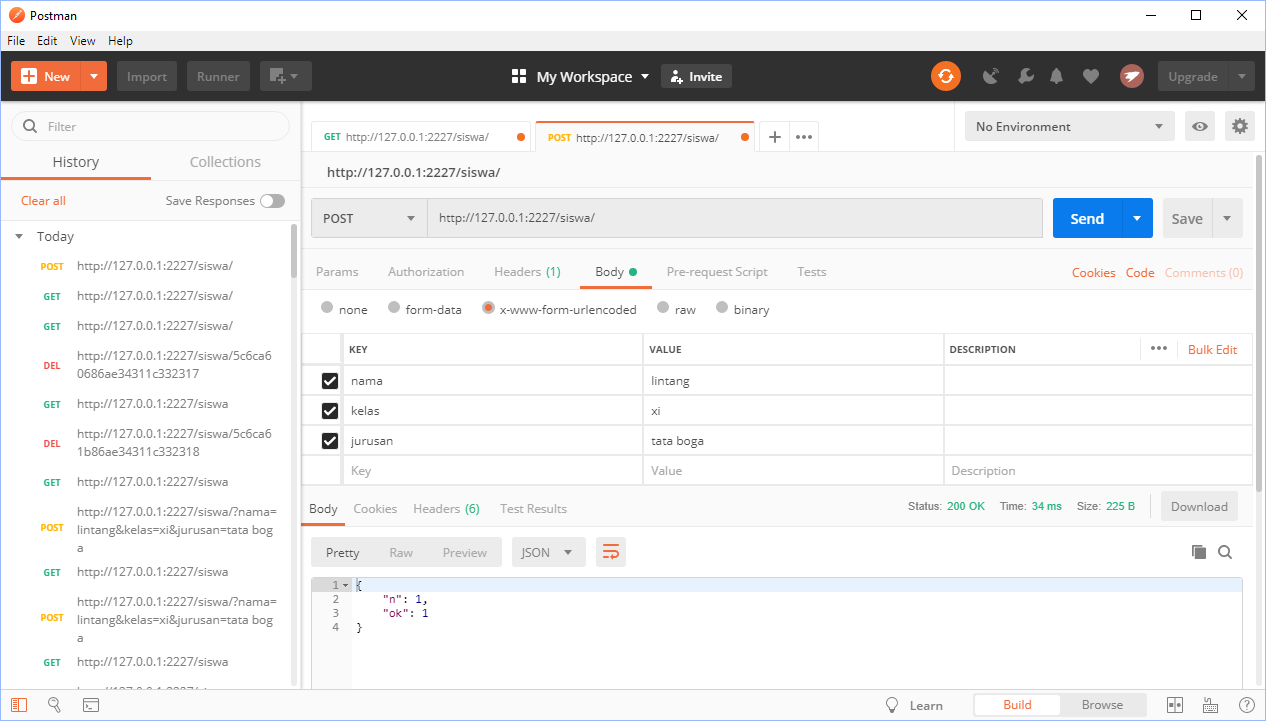 Postman
File Edit View Help
New Import Runner My Workspace Invite Upgrade
Filter
History Collections
Clear all Save Responses
Today
POST http://127.0.0.1:2227/siswa/
GET http://127.0.0.1:2227/siswa/
GET http://127.0.0.1:2227/siswa/
DEL http://127.0.0.1:2227/siswa/5c6ca6
0686ae34311c332317
GET http://127.0.0.1:2227/siswa
DEL http://127.0.0.1:2227/siswa/5c6ca6
1b86ae34311c332318
GET http://127.0.0.1:2227/siswa
POST http://127.0.0.1:2227/siswa/?nama=
lintang&kelas=xi&jurusan=tata bog
a
GET http://127.0.0.1:2227/siswa
POST http://127.0.0.1:2227/siswa/?nama=
lintang&kelas=xi&jurusan=tata bog
a
GET http://127.0.0.1:2227/siswa
GET http://127.0.0.1:2227/siswa/ POST http://127.0.0.1:2227/siswa/ No Environment
http://127.0.0.1:2227/siswa/
POST http://127.0.0.1:2227/siswa/ Send Save
Params Authorization Headers (1) Body Pre-request Script Tests Cookies Code Comments (0)
none form-data x-www-form-urlencoded raw binary
KEY VALUE DESCRIPTION Bulk Edit
nama lintang
kelas xi
jurusan tata boga
Key Value Description
Body Cookies Headers (6) Test Results Status: 200 OK Time: 34 ms Size: 225 B Download
Pretty Raw Preview JSON
1 {
2 "n": 1,
3 "ok": 1
4 }
Learn Build Browse